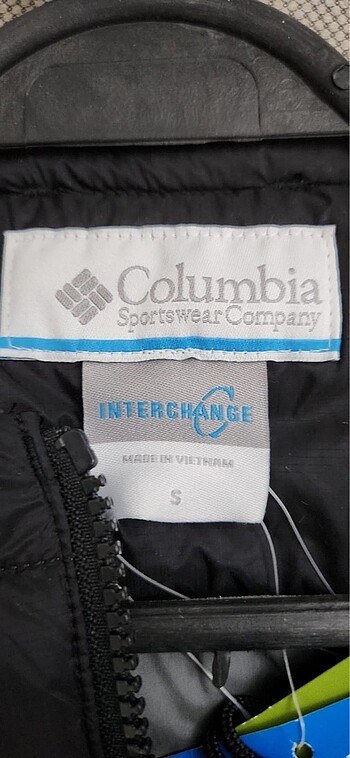 Columbia
Sportswear Company
INTERCHANGE
MADE IN VIETNAM
S